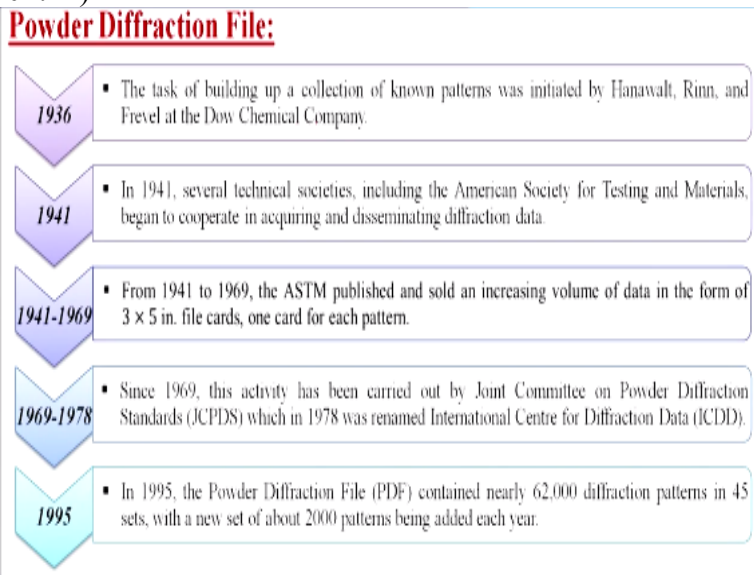 Powder Diffraction File:
1936
▪ The task of building up a collection of known patterns was initiated by Hanawalt, Rinn, and
Frevel at the Dow Chemical Company.
1941
▪ In 1941, several technical societies, including the American Society for Testing and Materials,
began to cooperate in acquiring and disseminating diffraction data.
1941-1969
▪ From 1941 to 1969, the ASTM published and sold an increasing volume of data in the form of
3 × 5 in. file cards, one card for each pattern.
1969-1978
▪ Since 1969, this activity has been carried out by Joint Committee on Powder Diffraction
Standards (JCPDS) which in 1978 was renamed International Centre for Diffraction Data (ICDD).
1995
▪ In 1995, the Powder Diffraction File (PDF) contained nearly 62,000 diffraction patterns in 45
sets, with a new set of about 2000 patterns being added each year.